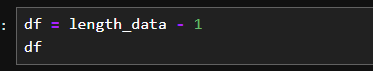 : df = length_data - 1
df